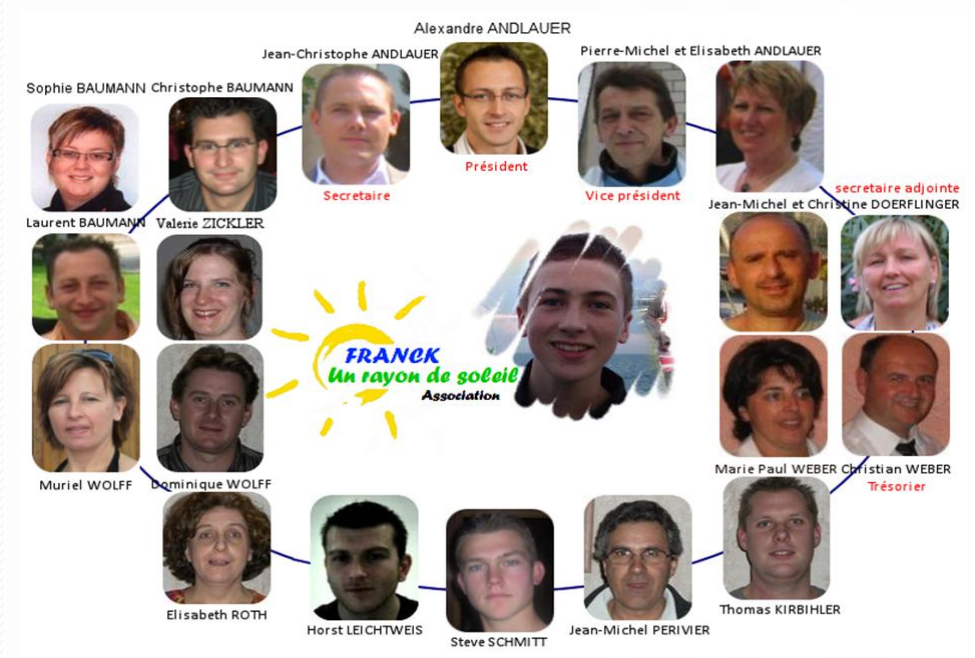 Alexandre ANDLAUER
Jean-Christophe ANDLAUER
Pierre-Michel et Elisabeth ANDLAUER
Sophie BAUMANN
Christophe BAUMANN
Président
Secretaire
Vice président
secretaire adjointe
Jean-Michel et Christine DOERFLINGER
Laurent BAUMANN
Valerie ZICKLER
FRANCK
Un rayon de soleil
Association
Marie Paul WEBER
Christian WEBER
Trésorier
Muriel WOLFF
Dominique WOLFF
Elisabeth ROTH
Horst LEICHTWEIS
Steve SCHMITT
Jean-Michel PERIVIER
Thomas KIRBIHLER